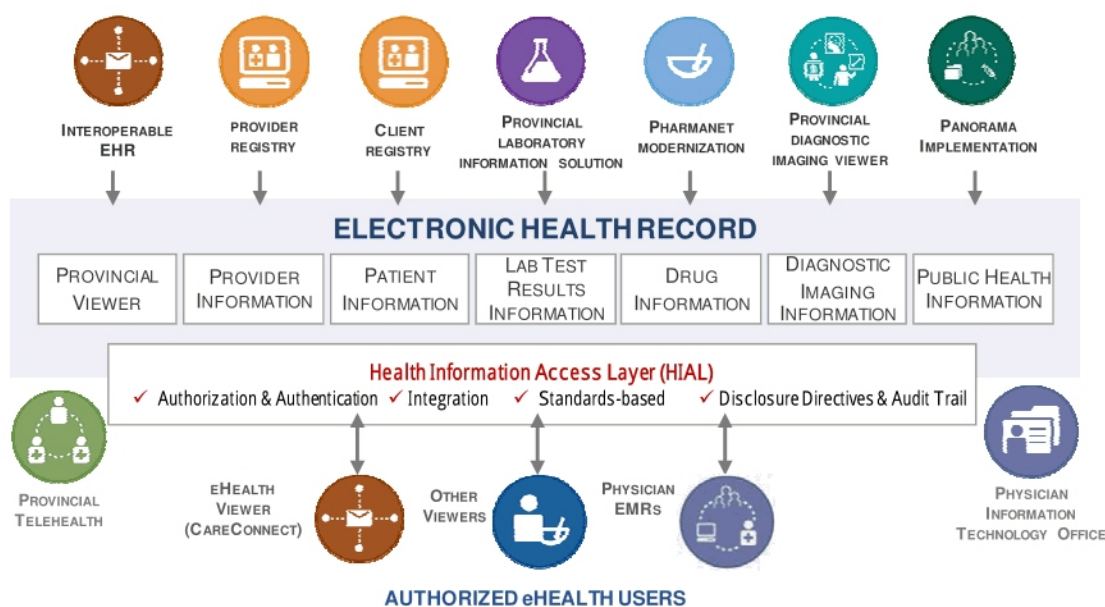 INTEROPERABLE
EHR
PROVIDER
REGISTRY
CLIENT
REGISTRY
PROVINCIAL
LABORATORY
INFORMATION SOLUTION
PHARMANET
MODERNIZATION
PROVINCIAL
DIAGNOSTIC
IMAGING VIEWER
PANORAMA
IMPLEMENTATION
ELECTRONIC HEALTH RECORD
PROVINCIAL
VIEWER
PROVIDER
INFORMATION
PATIENT
INFORMATION
LAB TEST
RESULTS
INFORMATION
DRUG
INFORMATION
DIAGNOSTIC
IMAGING
INFORMATION
PUBLIC HEALTH
INFORMATION
Health Information Access Layer (HIAL)
✓ Authorization & Authentication ✓ Integration ✓ Standards-based ✓ Disclosure Directives & Audit Trail
PROVINCIAL
TELEHEALTH
eHEALTH
VIEWER
(CARECONNECT)
OTHER
VIEWERS
PHYSICIAN
EMRs
PHYSICIAN
INFORMATION
TECHNOLOGY OFFICE
AUTHORIZED eHEALTH USERS